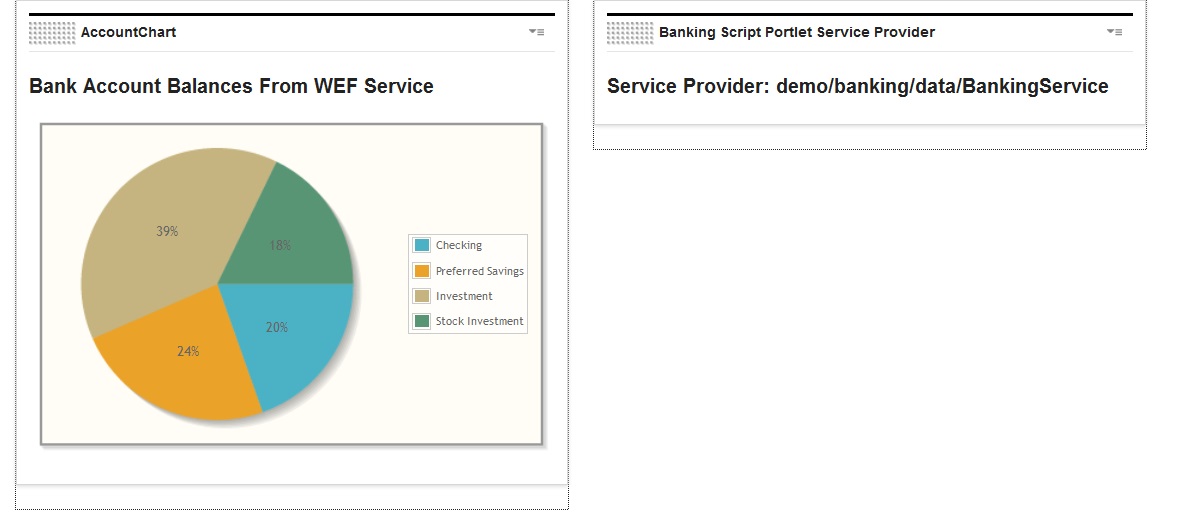 AccountChart
Bank Account Balances From WEF Service
39%
18%
20%
24%
Checking
Preferred Savings
Investment
Stock Investment
Banking Script Portlet Service Provider
Service Provider: demo/banking/data/BankingService